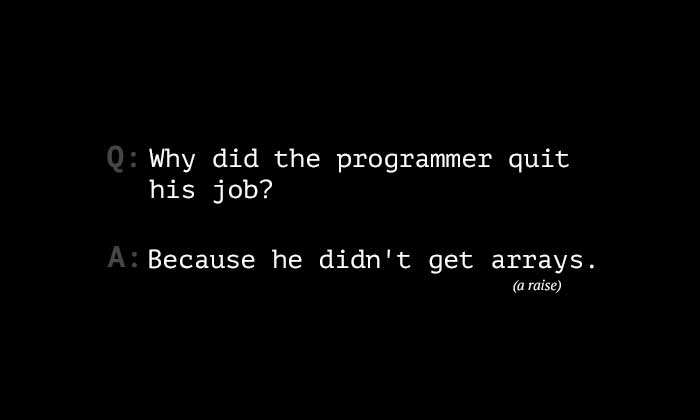 Q: Why did the programmer quit
his job?
A: Because he didn't get arrays.
(a raise)